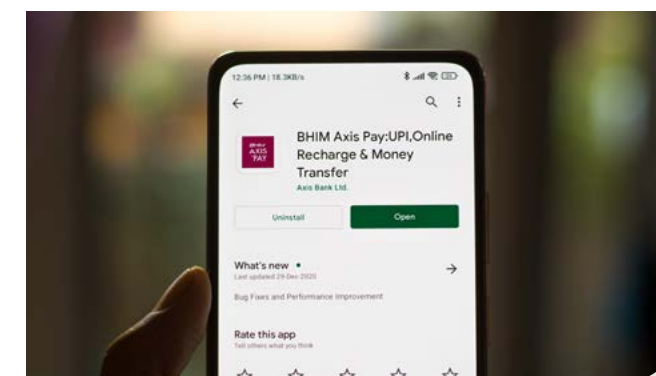 12:36 PM | 18.3KB/s
BHIM
AXIS
PAY
BHIM Axis Pay:UPI,Online
Recharge & Money
Transfer
Axis Bank Ltd.
Uninstall
Open
What's new
Last updated 29-Dec-2020
Bug Fixes and Performance Improvement
Rate this app
Tell others what you think